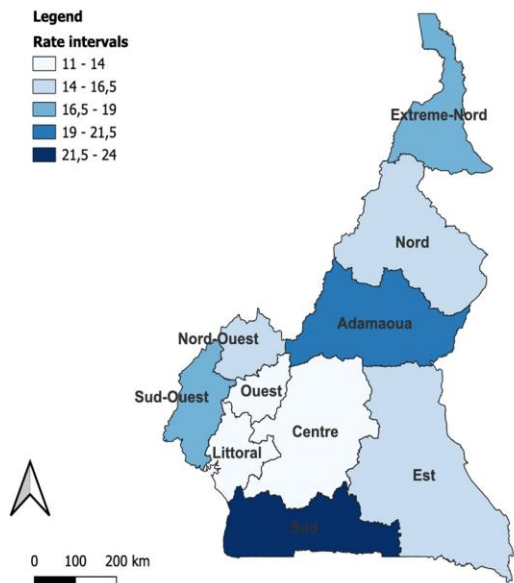 Legend
Rate intervals
11 - 14
14 - 16,5
16,5 - 19
19 - 21,5
21,5 - 24
Extreme-Nord
Nord
Adamaoua
Nord-Ouest
Sud-Ouest
Ouest
Centre
Littoral
Est
Sud
0 100 200 km